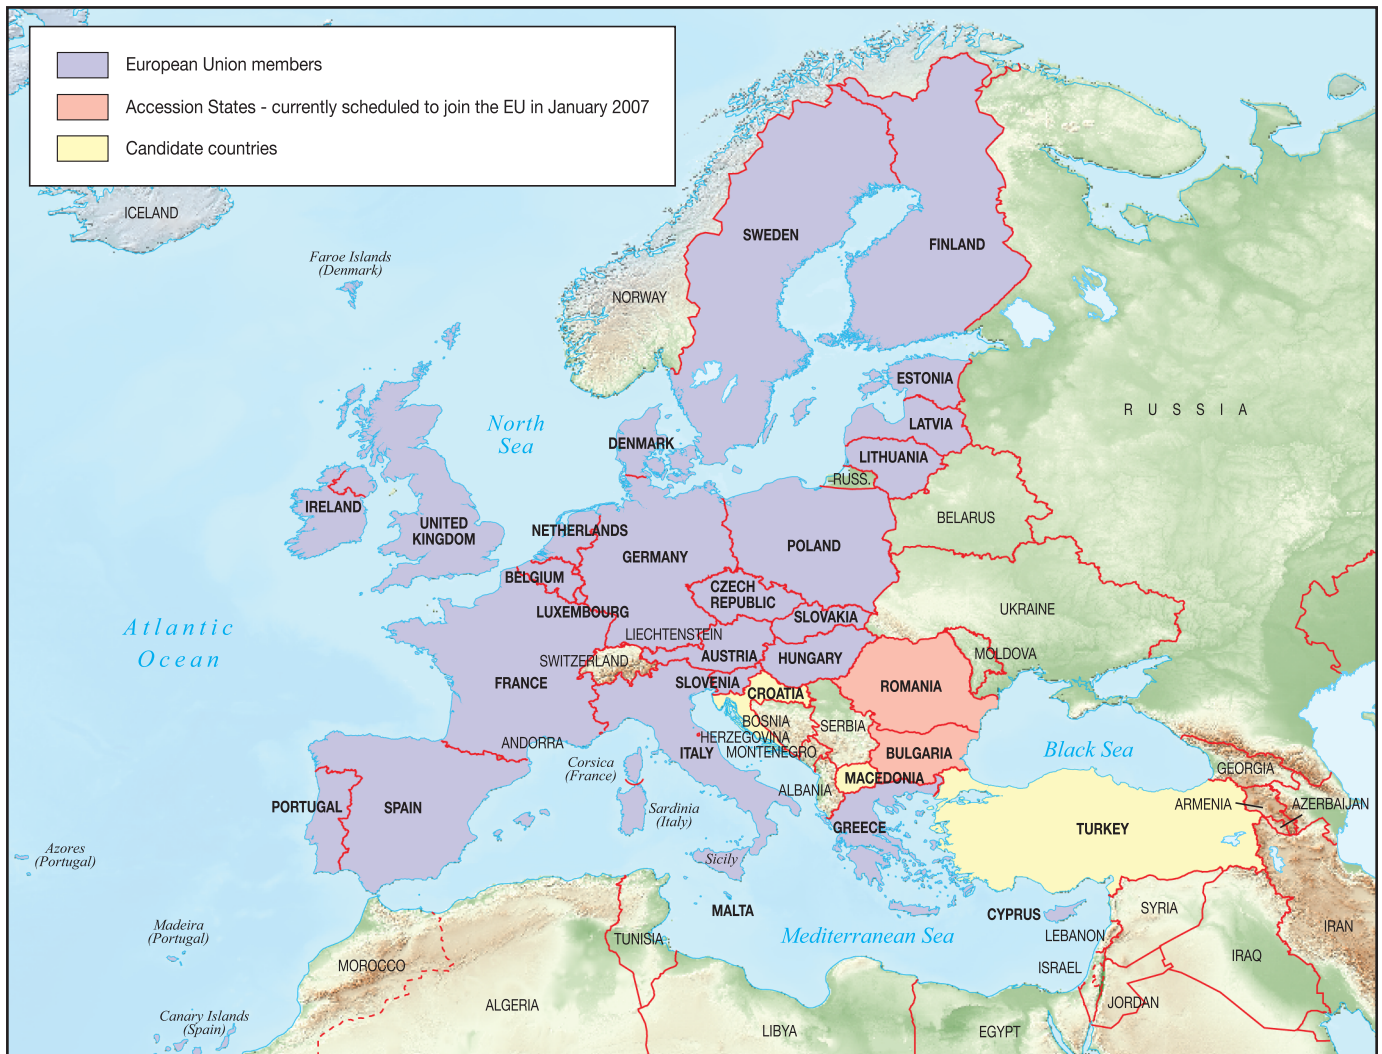 European Union members
Accession States - currently scheduled to join the EU in January 2007
Candidate countries
ICELAND
Faroe Islands
(Denmark)
SWEDEN
FINLAND
NORWAY
ESTONIA
RUSSIA
North
Sea
LATVIA
DENMARK
LITHUANIA
RUSS.
IRELAND
BELARUS
UNITED
KINGDOM
NETHERLANDS
GERMANY
POLAND
BELGIUM
CZECH
REPUBLIC
LUXEMBOURG
SLOVAKIA
UKRAINE
Atlantic
Ocean
LIECHTENSTEIN
SWITZERLAND
AUSTRIA
HUNGARY
MOLDOVA
FRANCE
SLOVENIA
CROATIA
ROMANIA
BOSNIA
HERZEGOVINA
SERBIA
MONTENEGRO
ANDORRA
ITALY
BULGARIA
Black Sea
Corsica
(France)
MACEDONIA
GEORGIA
ALBANIA
ARMENIA
AZERBAIJAN
PORTUGAL
SPAIN
Sardinia
(Italy)
GREECE
TURKEY
Azores
(Portugal)
Sicily
MALTA
CYPRUS
SYRIA
Madeira
(Portugal)
Mediterranean Sea
LEBANON
IRAN
TUNISIA
MOROCCO
ISRAEL
IRAQ
ALGERIA
JORDAN
Canary Islands
(Spain)
LIBYA
EGYPT